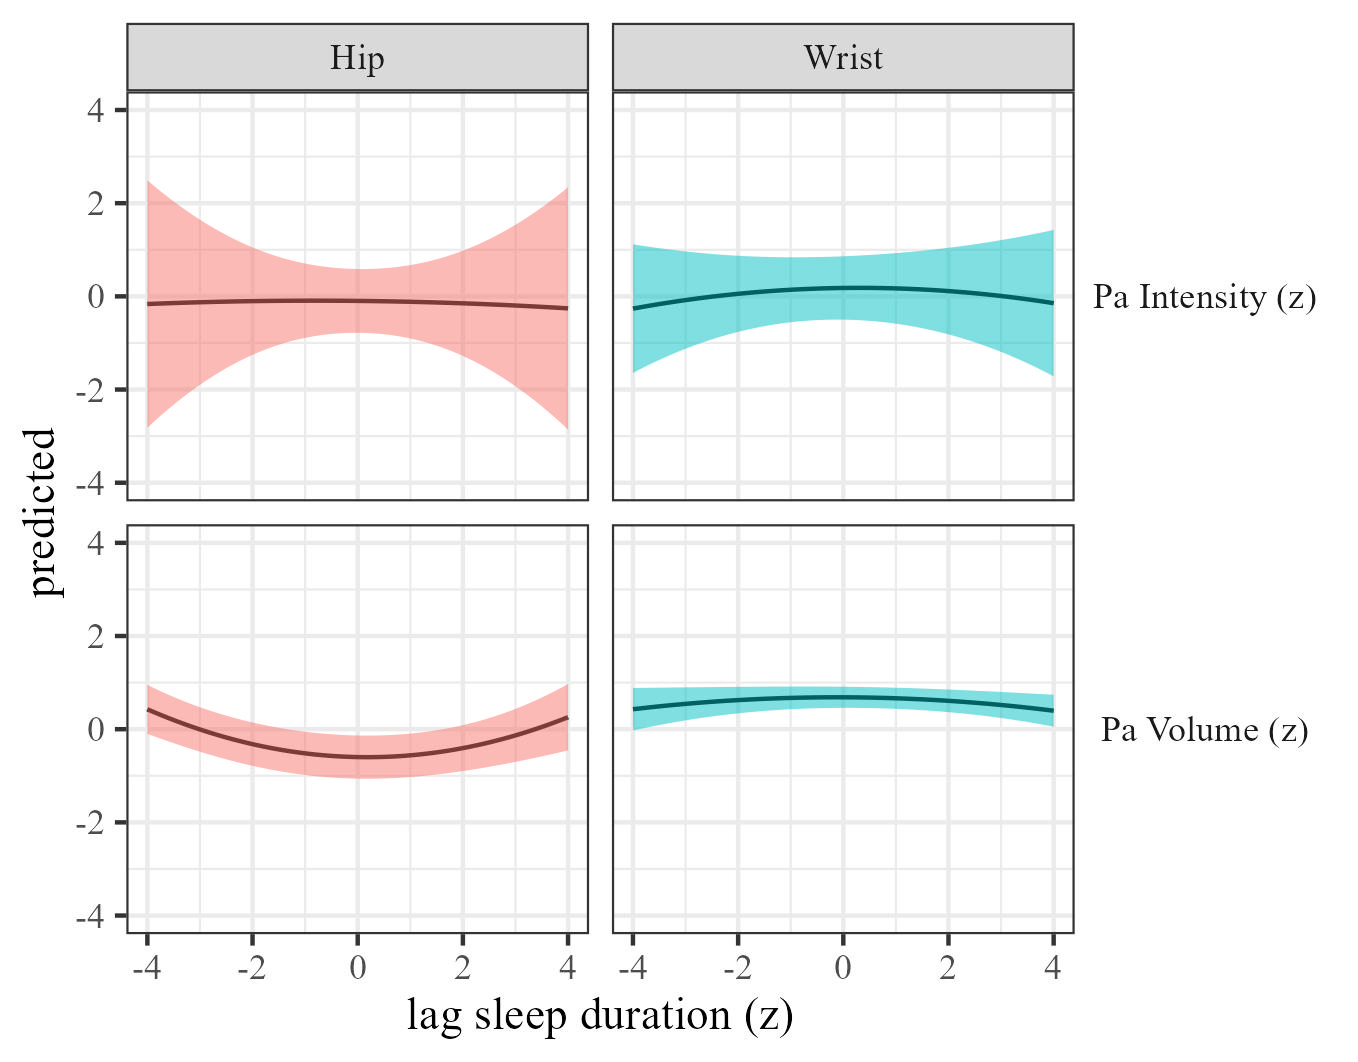 Hip
Wrist
4
2
0
-2
-4
Pa Intensity (z)
predicted
4
2
0
-2
-4
Pa Volume (z)
-4 -2 0 2 4
-4 -2 0 2 4
lag sleep duration (z)